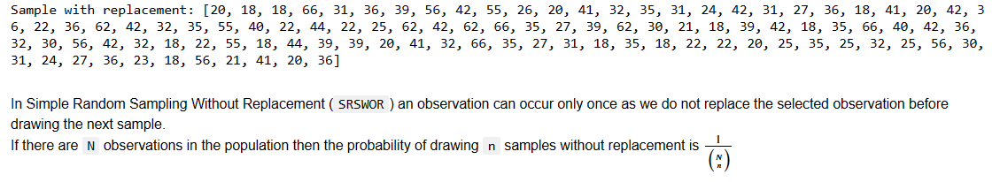 Sample with replacement: [20, 18, 18, 66, 31, 36, 39, 56, 42, 55, 26, 20, 41, 32, 35, 31, 24, 42, 31, 27, 36, 18, 41, 20, 42, 3
6, 22, 36, 62, 42, 32, 35, 55, 40, 22, 44, 22, 25, 62, 42, 62, 66, 35, 27, 39, 62, 30, 21, 18, 39, 42, 18, 35, 66, 40, 42, 36,
32, 30, 56, 42, 32, 18, 22, 55, 18, 44, 39, 39, 20, 41, 32, 66, 35, 27, 31, 18, 35, 18, 22, 22, 20, 25, 35, 25, 32, 25, 56, 30,
31, 24, 27, 36, 23, 18, 56, 21, 41, 20, 36]
In Simple Random Sampling Without Replacement ( SRSWOR ) an observation can occur only once as we do not replace the selected observation before
drawing the next sample.
If there are N observations in the population then the probability of drawing n samples without replacement is 1/(N n)